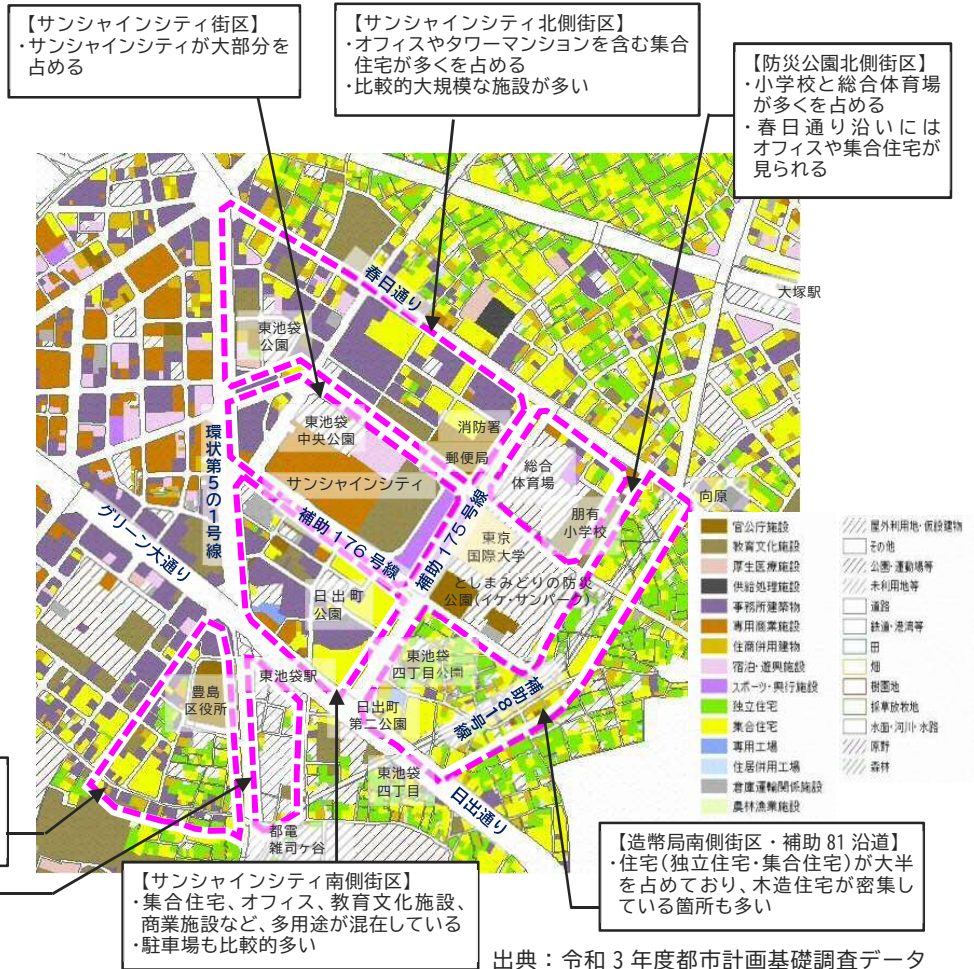 【サンシャインシティ街区】
・サンシャインシティが大部分を
占める
【サンシャインシティ北側街区】
・オフィスやタワーマンションを含む集合
住宅が多くを占める
・比較的大規模な施設が多い
【防災公園北側街区】
・小学校と総合体育場
が多くを占める
・春日通り沿いには
オフィスや集合住宅が
見られる
春日通り
大塚駅
東池袋
公園
環状第5の1号線
東池袋
中央公園
消防署
郵便局
総合
体育場
サンシャインシティ
朋有
小学校
向原
グリーン大通り
補助176号線
補助175号線
東京
国際大学
としまみどりの防災
公園(イケ・サンパーク)
日出町
公園
東池袋
四丁目公園
東池袋駅
豊島
区役所
日出町
第二公園
補助81号線
東池袋
四丁目
日出通り
都電
雑司ケ谷
官公庁施設
教育文化施設
厚生医療施設
供給処理施設
事務所建築物
専用商業施設
住商併用建物
宿泊・遊興施設
スポーツ・興行施設
独立住宅
集合住宅
専用工場
住居併用工場
倉庫運輸関係施設
農林漁業施設
屋外利用地・仮設建物
その他
公園・運動場等
未利用地等
道路
鉄道・港湾等
田
畑
樹園地
採草放牧地
水面・河川・水路
原野
森林
【サンシャインシティ南側街区】
・集合住宅、オフィス、教育文化施設、
商業施設など、多用途が混在している
・駐車場も比較的多い
【造幣局南側街区・補助81沿道】
・住宅(独立住宅・集合住宅)が大半
を占めており、木造住宅が密集し
ている箇所も多い
出典：令和3年度都市計画基礎調査データ